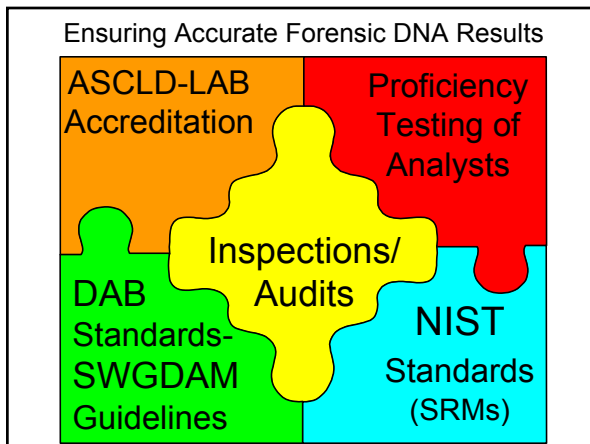 Ensuring Accurate Forensic DNA Results
ASCLD-LAB
Accreditation
Proficiency
Testing of
Analysts
Inspections/
Audits
DAB
Standards-
SWGDAM
Guidelines
NIST
Standards
(SRMs)